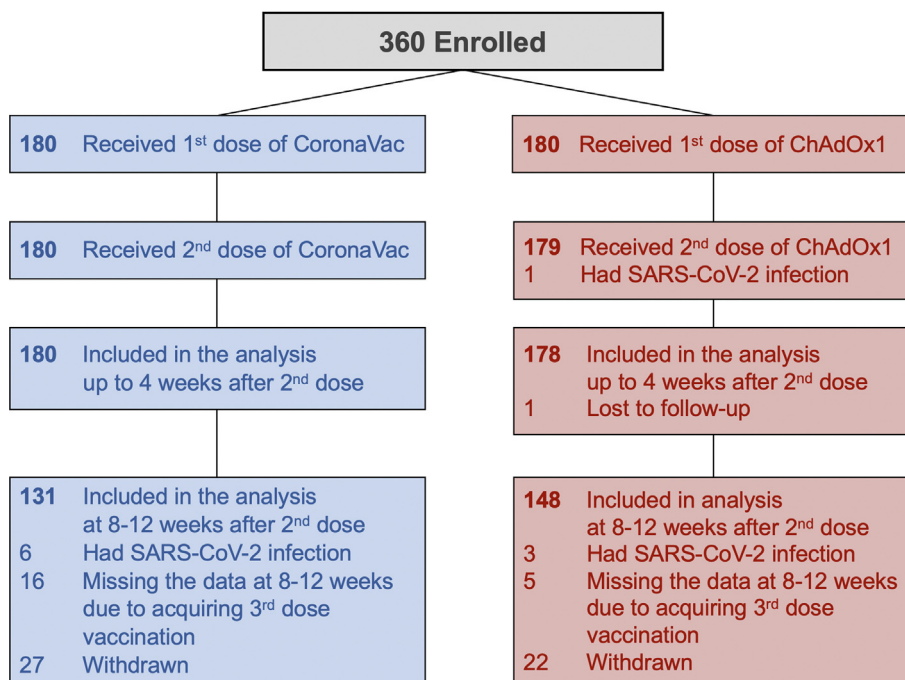 360 Enrolled
180 Received 1st dose of CoronaVac
180 Received 2nd dose of CoronaVac
180 Included in the analysis
up to 4 weeks after 2nd dose
131 Included in the analysis
at 8-12 weeks after 2nd dose
6 Had SARS-CoV-2 infection
16 Missing the data at 8-12 weeks
due to acquiring 3rd dose
vaccination
27 Withdrawn
180 Received 1st dose of ChAdOx1
179 Received 2nd dose of ChAdOx1
1 Had SARS-CoV-2 infection
178 Included in the analysis
up to 4 weeks after 2nd dose
1 Lost to follow-up
148 Included in analysis
at 8-12 weeks after 2nd dose
3 Had SARS-CoV-2 infection
5 Missing the data at 8-12 weeks
due to acquiring 3rd dose
vaccination
22 Withdrawn